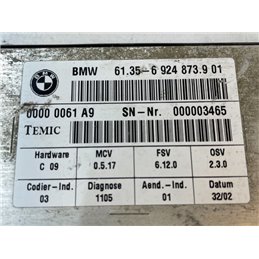 BMW 61.35-6 924 873.9 01
0000 0061 A9 SN-Nr. 000003465
TEMIC
Hardware MCV FSV OSV
C 09 0.5.17 6.12.0 2.3.0
Codier-Ind. Diagnose Aend.-Ind. Datum
03 1105 01 32/02